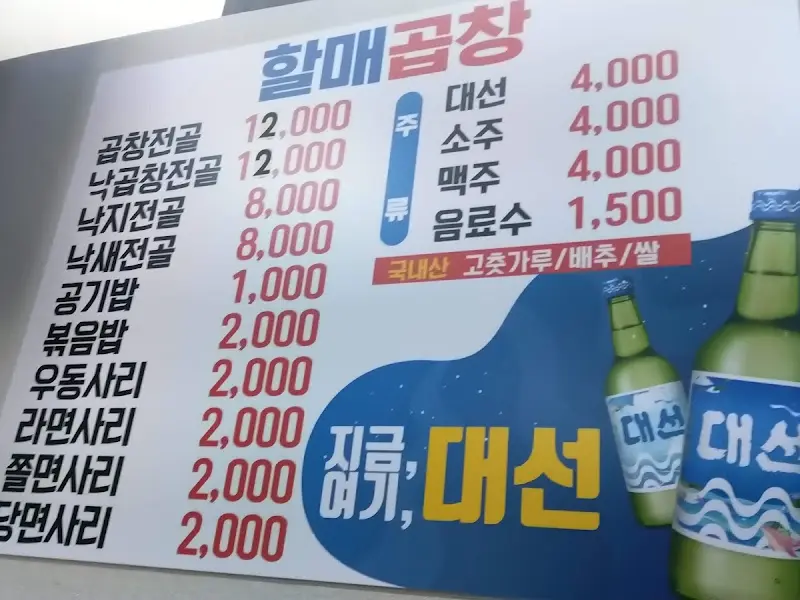 할매곱창
곱창전골 12,000
낙곱창전골 12,000
낙지전골 8,000
낙새전골 8,000
공기밥 1,000
볶음밥 2,000
우동사리 2,000
라면사리 2,000
쫄면사리 2,000
당면사리 2,000
주류
대선 4,000
소주 4,000
맥주 4,000
음료수 1,500
국내산 고춧가루/배추/쌀
지금,
여기,
대선
대선
대선